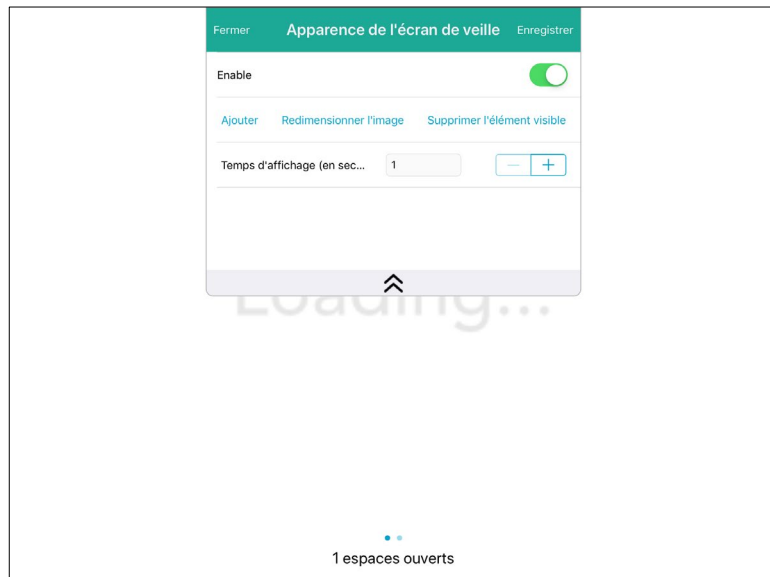 Fermer Apparence de l'écran de veille Enregistrer
Enable
Ajouter Redimensionner l'image Supprimer l'élément visible
Temps d'affichage (en sec... 1
Loading...
1 espaces ouverts